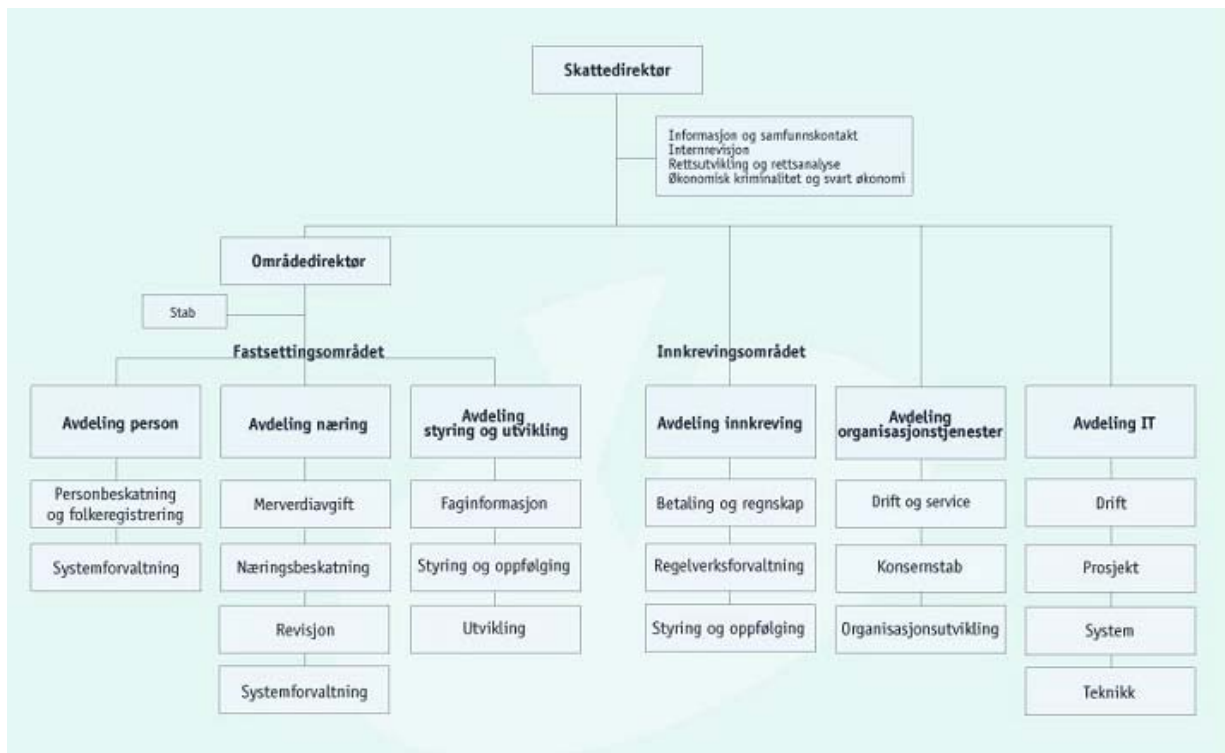 Skattedirektør
Informasjon og samfunnskontakt
Internrevisjon
Rettsutvikling og rettsanalyse
Økonomisk kriminalitet og svart økonomi
Områdedirektør
Stab
Fastsettingsområdet
Innkrevingsområdet
Avdeling person
Avdeling næring
Avdeling
styring og utvikling
Avdeling innkreving
Avdeling
organisasjonstjenester
Avdeling IT
Personbeskatning
og folkeregistrering
Merverdiavgift
Faginformasjon
Betaling og regnskap
Drift og service
Drift
Systemforvaltning
Næringsbeskatning
Styring og oppfølging
Regelverksforvaltning
Konsernstab
Prosjekt
Revisjon
Utvikling
Styring og oppfølging
Organisasjonsutvikling
System
Systemforvaltning
Teknikk